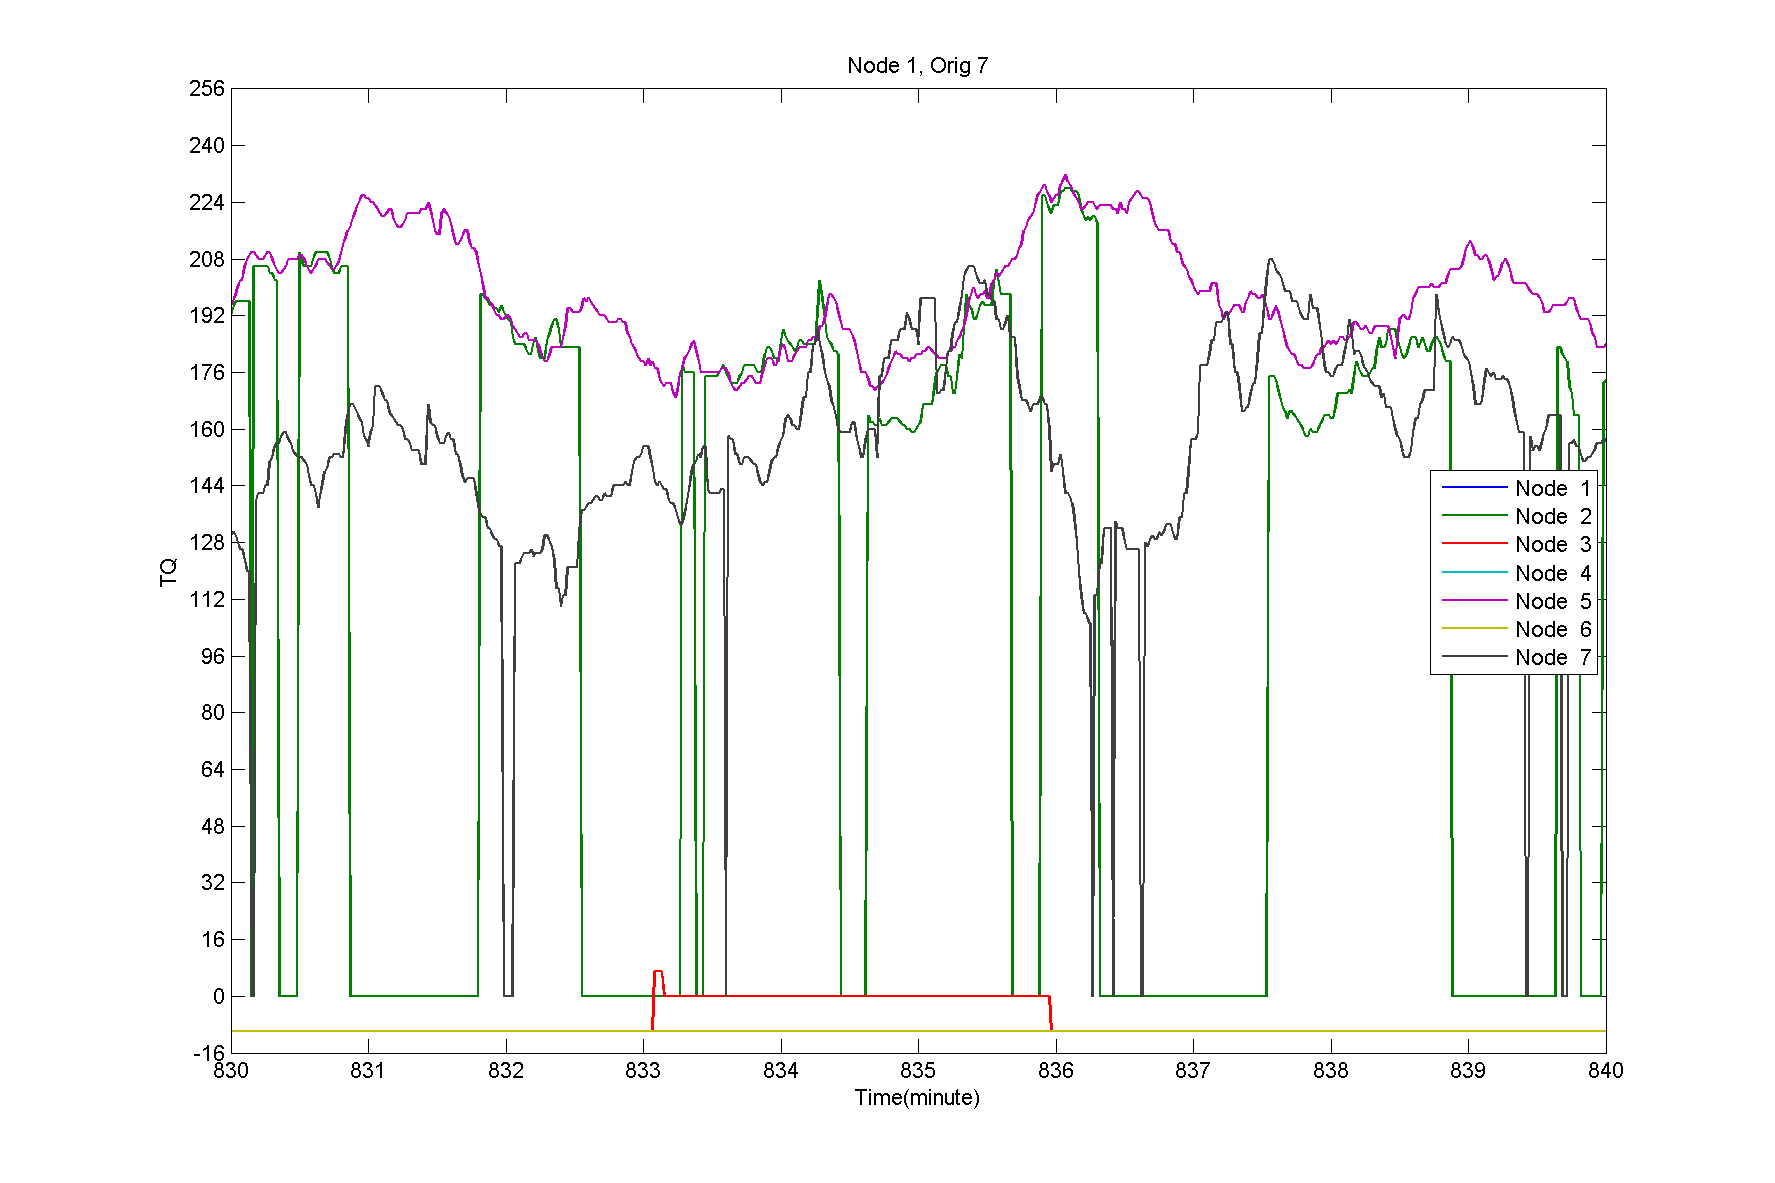 Node 1, Orig 7
256
240
224
208
192
176
160
144
128
112
96
80
64
48
32
16
0
-16
TQ
830 831 832 833 834 835 836 837 838 839 840
Time(minute)
Node 1
Node 2
Node 3
Node 4
Node 5
Node 6
Node 7